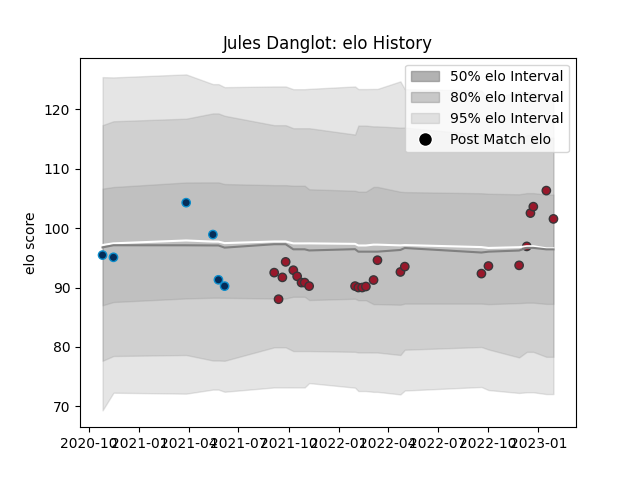 Jules Danglot: elo History
50% elo Interval
80% elo Interval
95% elo Interval
Post Match elo
elo score
120
110
100
90
80
70
2020-10 2021-01 2021-04 2021-07 2021-10 2022-01 2022-04 2022-07 2022-10 2023-01